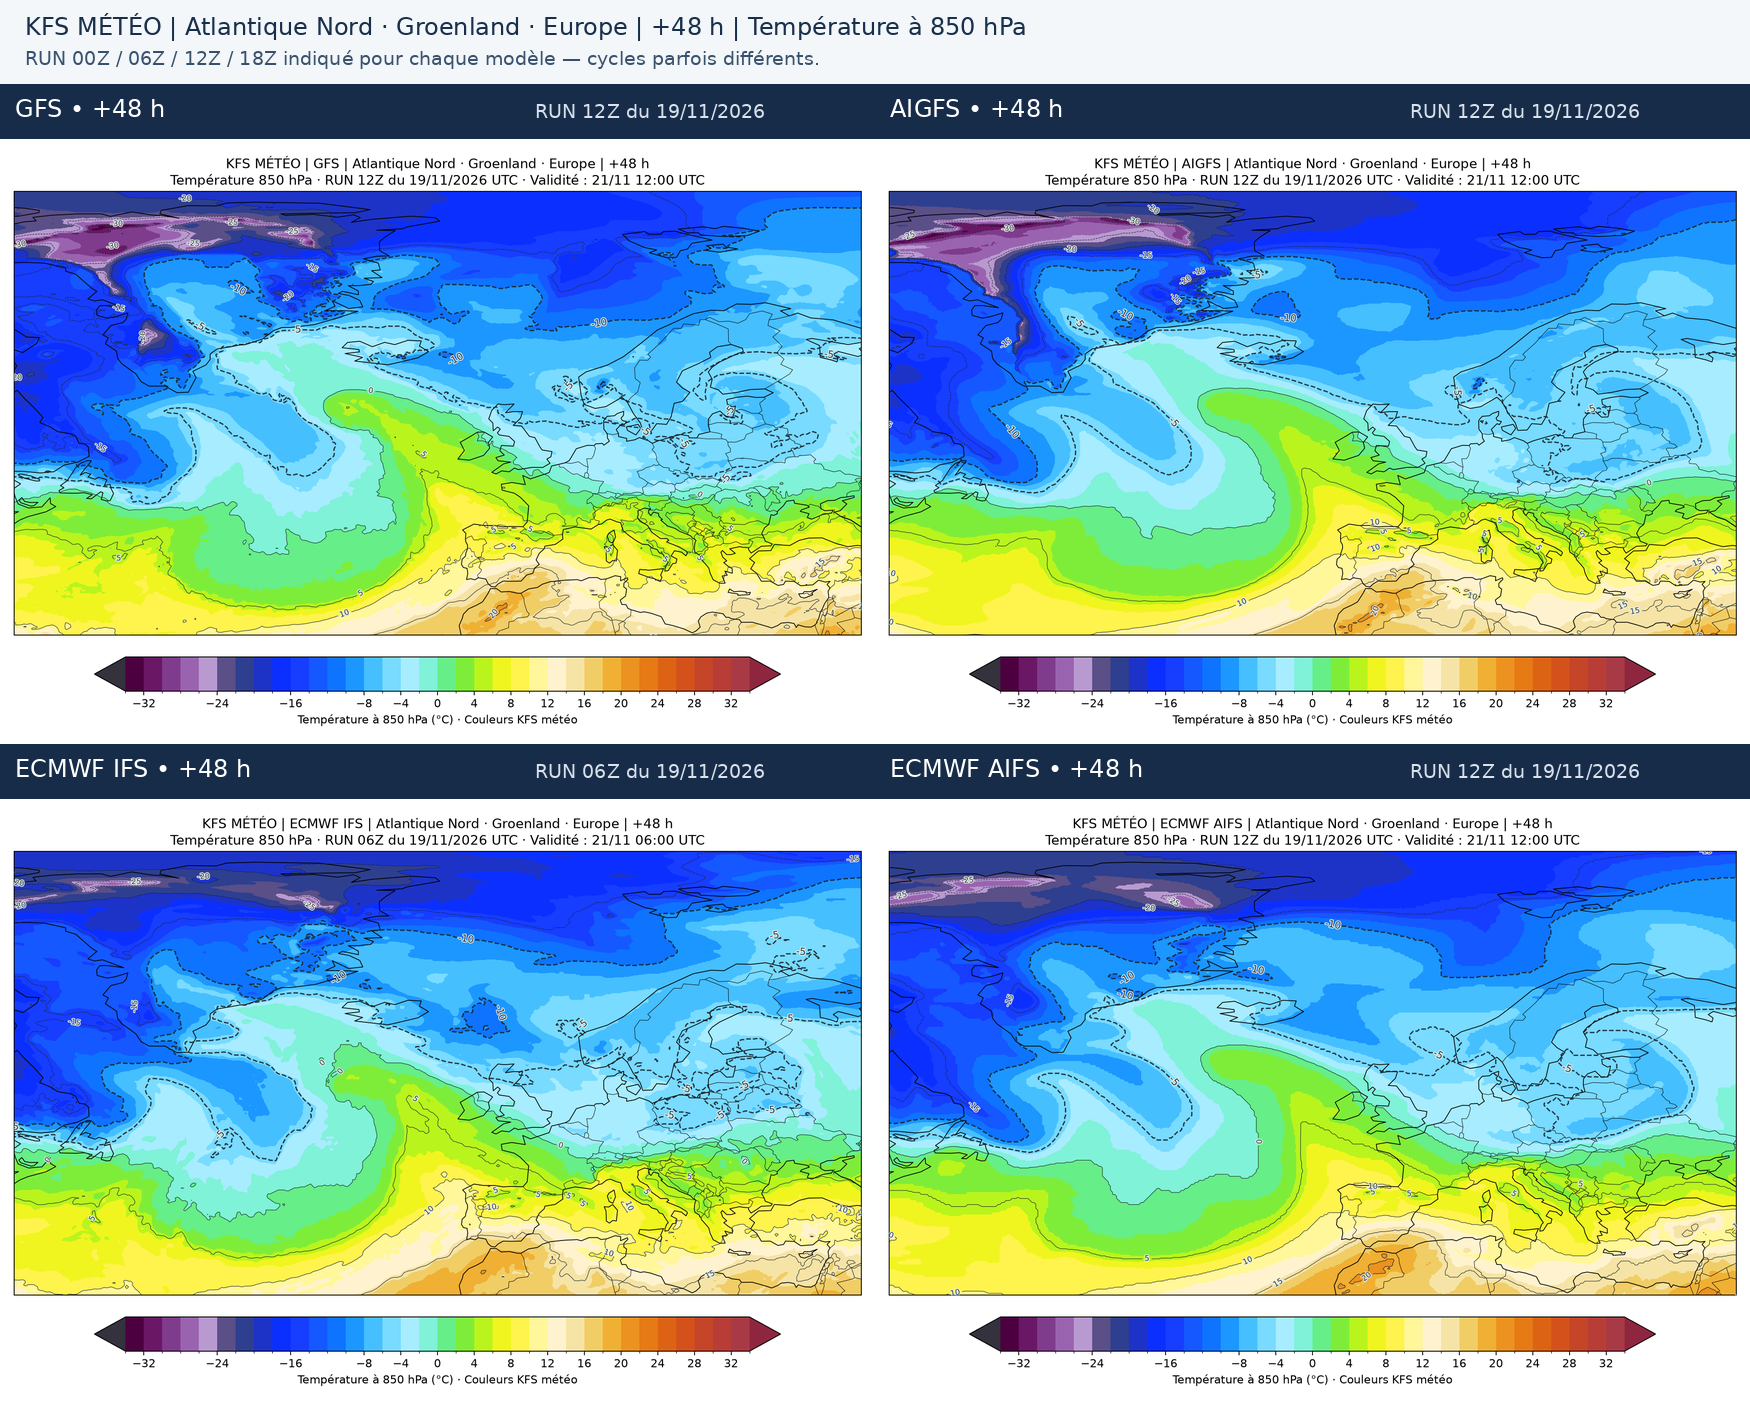 KFS MÉTÉO | Atlantique Nord · Groenland · Europe | +48 h | Température à 850 hPa
RUN 00Z / 06Z / 12Z / 18Z indiqué pour chaque modèle — cycles parfois différents.
GFS • +48 h
RUN 12Z du 19/11/2026
AIGFS • +48 h
RUN 12Z du 19/11/2026
KFS MÉTÉO | GFS | Atlantique Nord · Groenland · Europe | +48 h
Température 850 hPa · RUN 12Z du 19/11/2026 UTC · Validité : 21/11 12:00 UTC
KFS MÉTÉO | AIGFS | Atlantique Nord · Groenland · Europe | +48 h
Température 850 hPa · RUN 12Z du 19/11/2026 UTC · Validité : 21/11 12:00 UTC
−32 −24 −16 −8 −4 0 4 8 12 16 20 24 28 32
Température à 850 hPa (°C) · Couleurs KFS météo
−32 −24 −16 −8 −4 0 4 8 12 16 20 24 28 32
Température à 850 hPa (°C) · Couleurs KFS météo
ECMWF IFS • +48 h
RUN 06Z du 19/11/2026
ECMWF AIFS • +48 h
RUN 12Z du 19/11/2026
KFS MÉTÉO | ECMWF IFS | Atlantique Nord · Groenland · Europe | +48 h
Température 850 hPa · RUN 06Z du 19/11/2026 UTC · Validité : 21/11 06:00 UTC
KFS MÉTÉO | ECMWF AIFS | Atlantique Nord · Groenland · Europe | +48 h
Température 850 hPa · RUN 12Z du 19/11/2026 UTC · Validité : 21/11 12:00 UTC
−32 −24 −16 −8 −4 0 4 8 12 16 20 24 28 32
Température à 850 hPa (°C) · Couleurs KFS météo
−32 −24 −16 −8 −4 0 4 8 12 16 20 24 28 32
Température à 850 hPa (°C) · Couleurs KFS météo